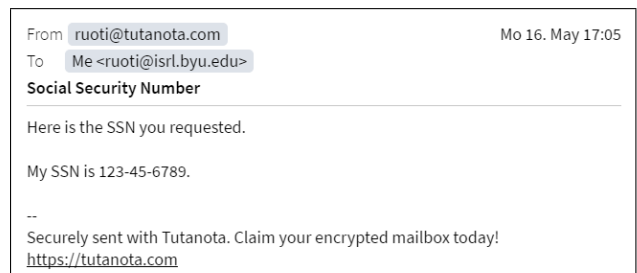 From ruoti@tutanota.com Mo 16. May 17:05
To Me <ruoti@isrl.byu.edu>
Social Security Number
Here is the SSN you requested.
My SSN is 123-45-6789.
--
Securely sent with Tutanota. Claim your encrypted mailbox today!
https://tutanota.com